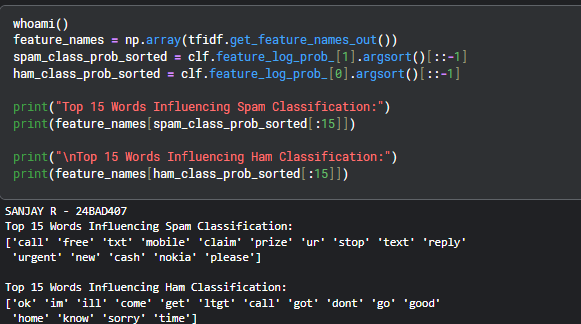 whoami()
feature_names = np.array(tfidf.get_feature_names_out())
spam_class_prob_sorted = clf.feature_log_prob_[1].argsort()[::-1]
ham_class_prob_sorted = clf.feature_log_prob_[0].argsort()[::-1]
print("Top 15 Words Influencing Spam Classification:")
print(feature_names[spam_class_prob_sorted[:15]])
print("\nTop 15 Words Influencing Ham Classification:")
print(feature_names[ham_class_prob_sorted[:15]])
SANJAY R - 24BAD407
Top 15 Words Influencing Spam Classification:
['call' 'free' 'txt' 'mobile' 'claim' 'prize' 'ur' 'stop' 'text' 'reply'
'urgent' 'new' 'cash' 'nokia' 'please']
Top 15 Words Influencing Ham Classification:
['ok' 'im' 'ill' 'come' 'get' 'ltgt' 'call' 'got' 'dont' 'go' 'good'
'home' 'know' 'sorry' 'time']